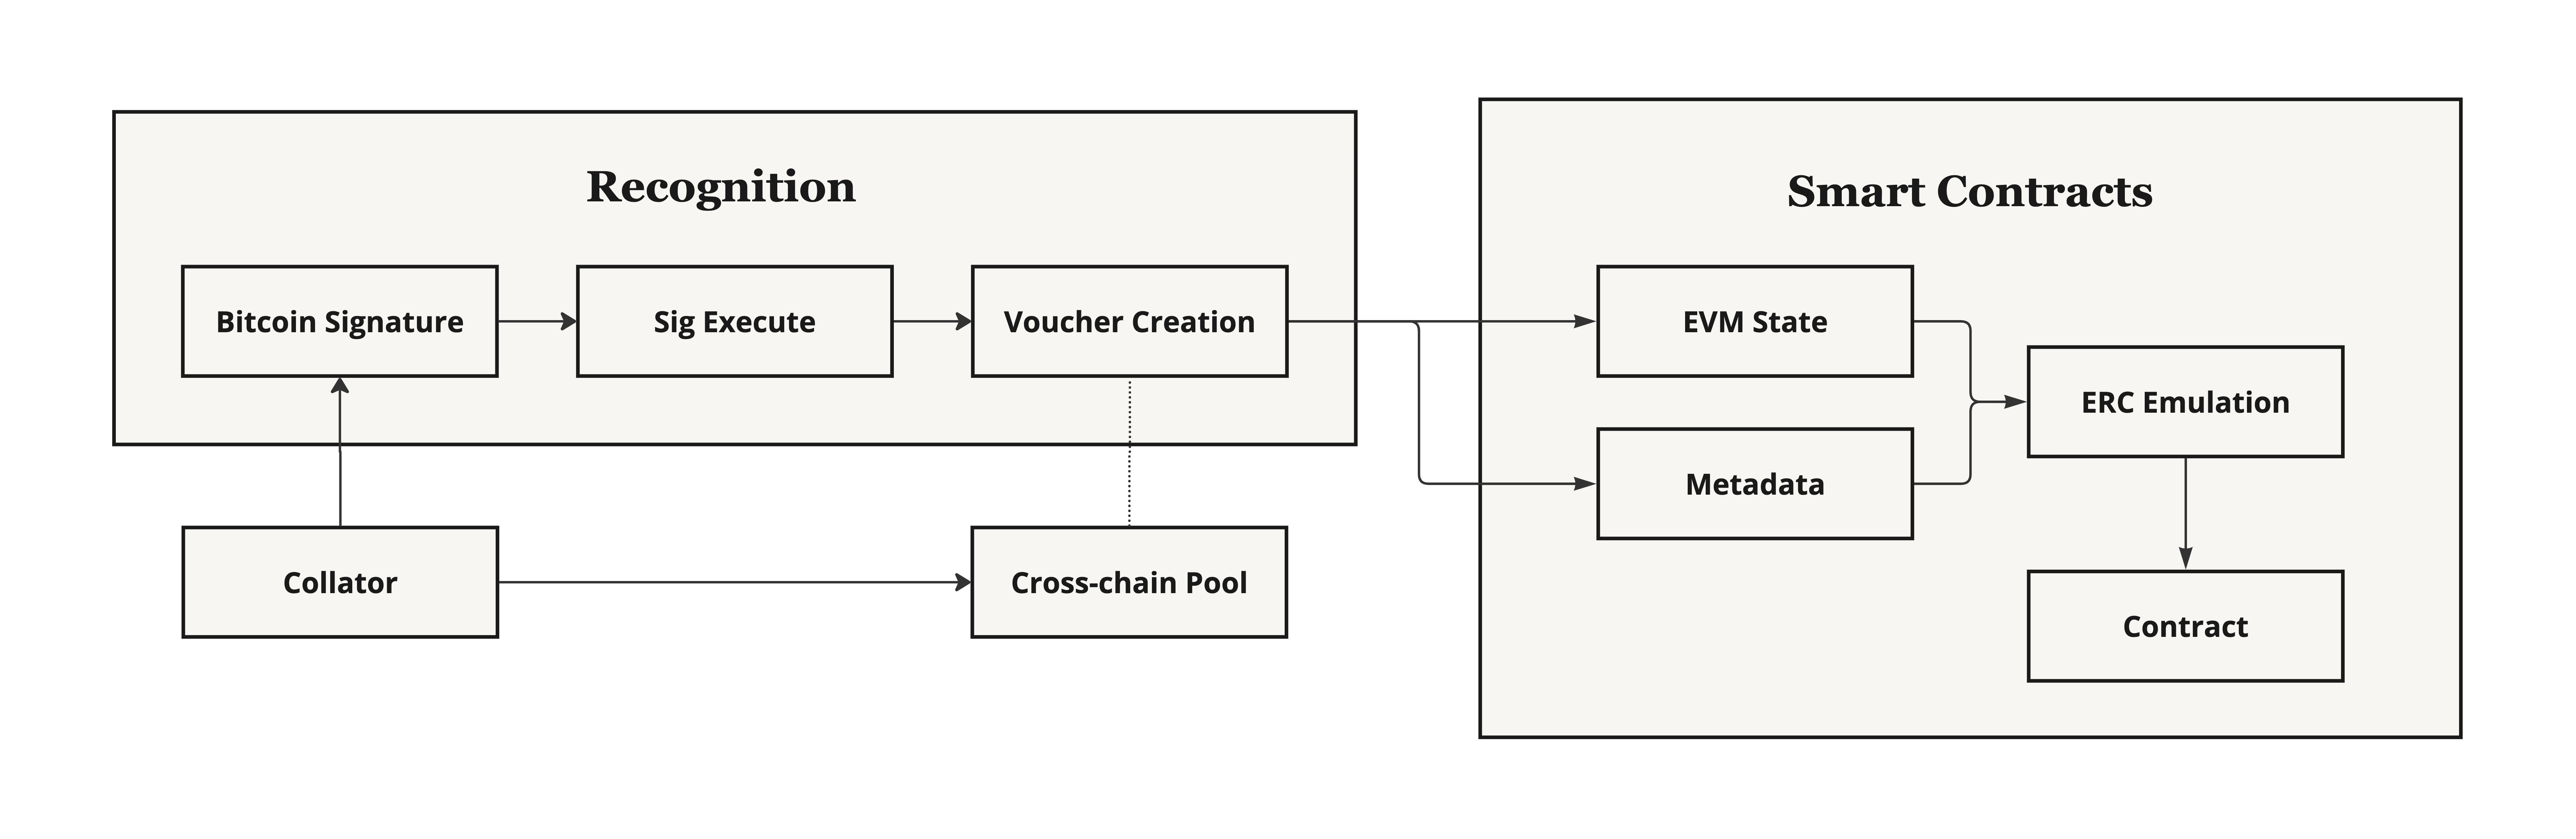 Recognition
Bitcoin Signature
Sig Execute
Voucher Creation
Collator
Cross-chain Pool
Smart Contracts
EVM State
Metadata
ERC Emulation
Contract